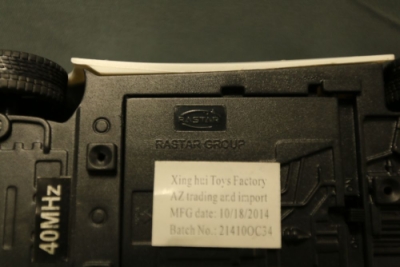 RASTAR
RASTAR GROUP
Xing hui Toys Factory
AZ trading and import
MFG date: 10/18/2014
Batch No.: 21410OC34
40MHz